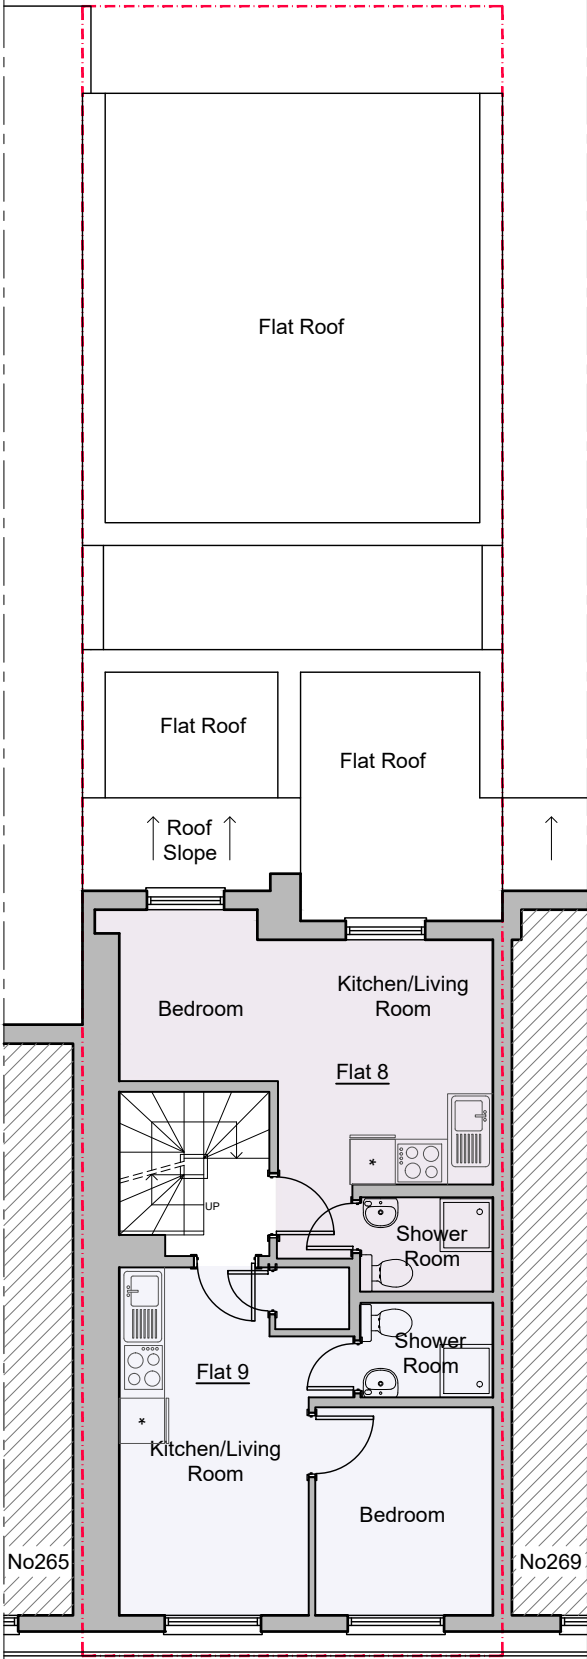 Flat Roof
Flat Roof
Flat Roof
Roof
Slope
Kitchen/Living
Room
Bedroom
Flat 8
*
UP
Shower
Room
Shower
Room
Flat 9
*
Kitchen/Living
Room
Bedroom
No265
No269